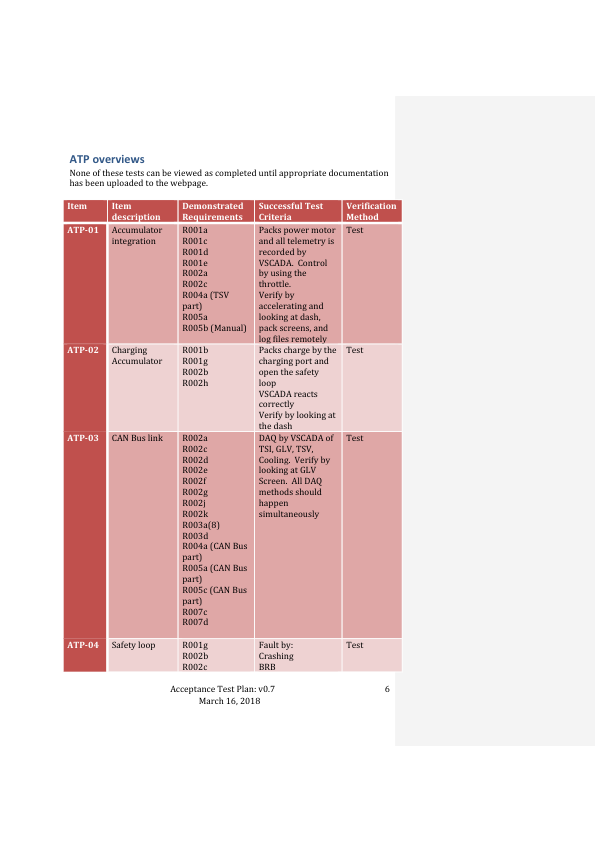 ATP overviews
None of these tests can be viewed as completed until appropriate documentation
has been uploaded to the webpage.
Item
Item
description
Demonstrated
Requirements
Successful Test
Criteria
Verification
Method
ATP-01
Accumulator
integration
R001a
R001c
R001d
R001e
R002a
R002c
R004a (TSV
part)
R005a
R005b (Manual)
Packs power motor
and all telemetry is
recorded by
VSCADA.  Control
by using the
throttle.
Verify by
accelerating and
looking at dash,
pack screens, and
log files remotely
Test
ATP-02
Charging
Accumulator
R001b
R001g
R002b
R002h
Packs charge by the
charging port and
open the safety
loop
VSCADA reacts
correctly
Verify by looking at
the dash
Test
ATP-03
CAN Bus link
R002a
R002c
R002d
R002e
R002f
R002g
R002j
R002k
R003a(8)
R003d
R004a (CAN Bus
part)
R005a (CAN Bus
part)
R005c (CAN Bus
part)
R007c
R007d
DAQ by VSCADA of
TSI, GLV, TSV,
Cooling.  Verify by
looking at GLV
Screen.  All DAQ
methods should
happen
simultaneously
Test
ATP-04
Safety loop
R001g
R002b
R002c
Fault by:
Crashing
BRB
Test
Acceptance Test Plan: v0.7
6
March 16, 2018